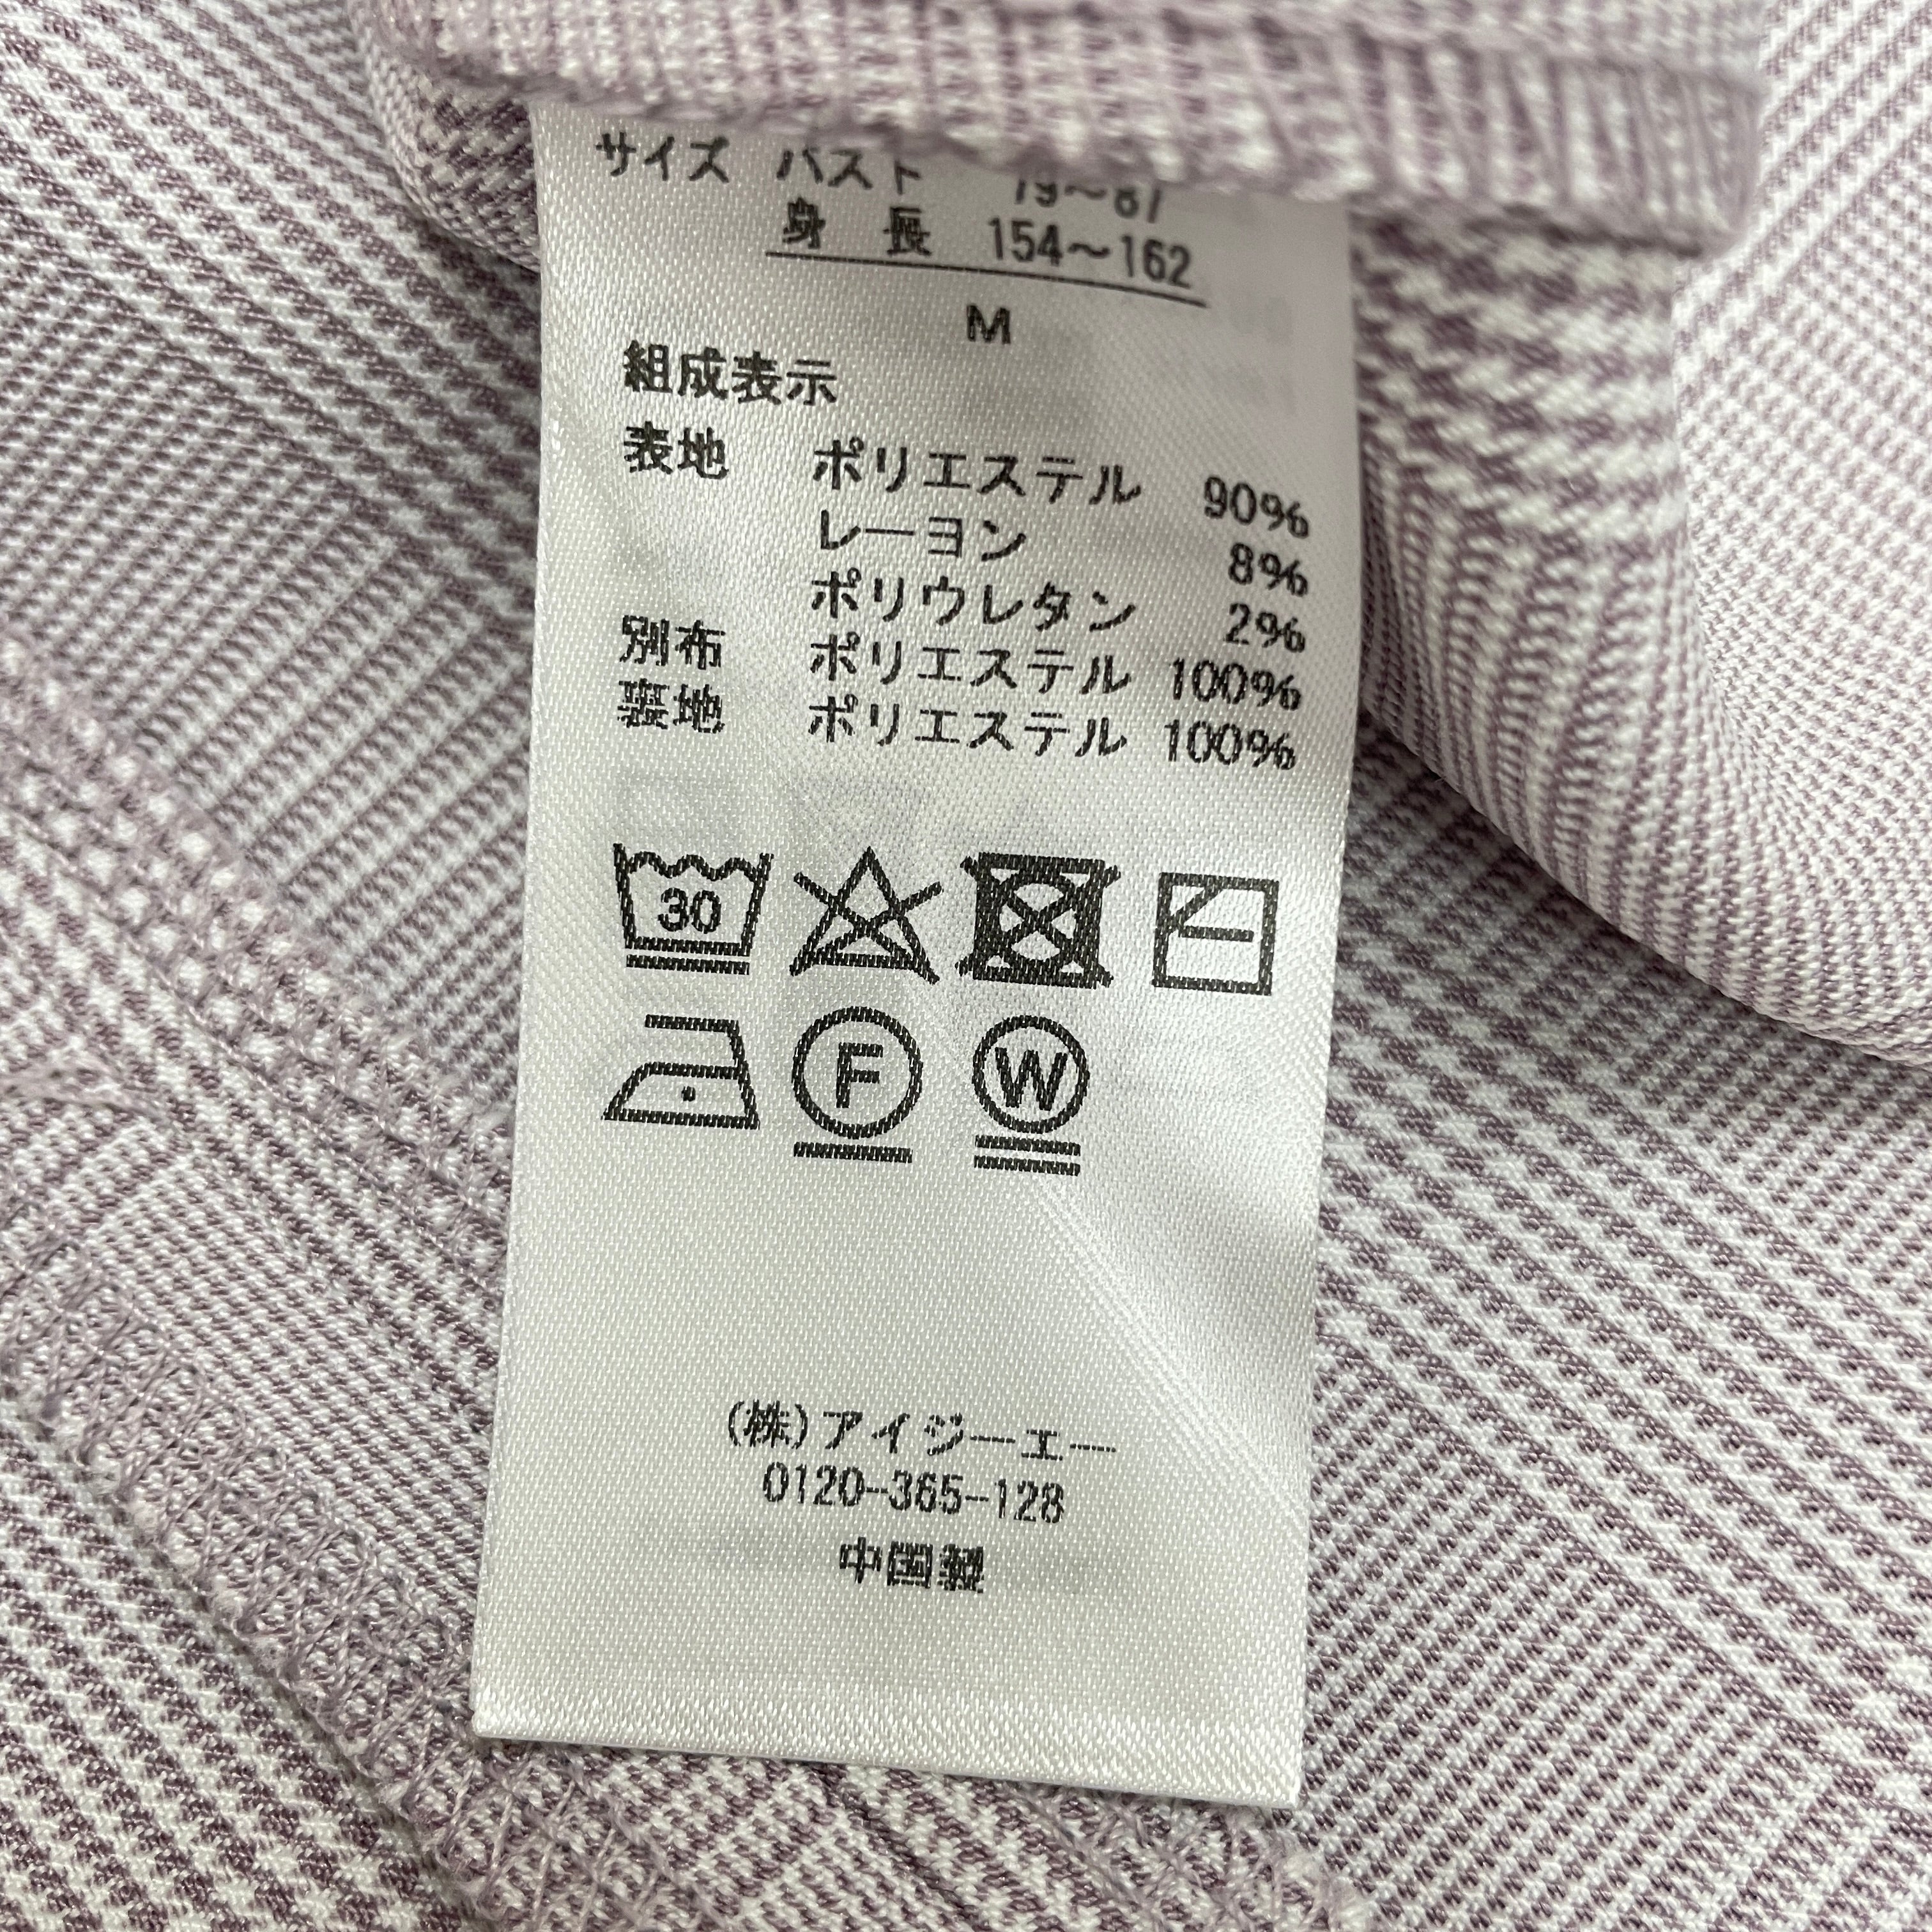 サイズ バスト 79～87
身 長 154～162
M
組成表示
表地 ポリエステル 90%
レーヨン 8%
ポリウレタン 2%
別布 ポリエステル 100%
裏地 ポリエステル 100%
30
F W
(株)アイジーエー
0120-365-128
中国製